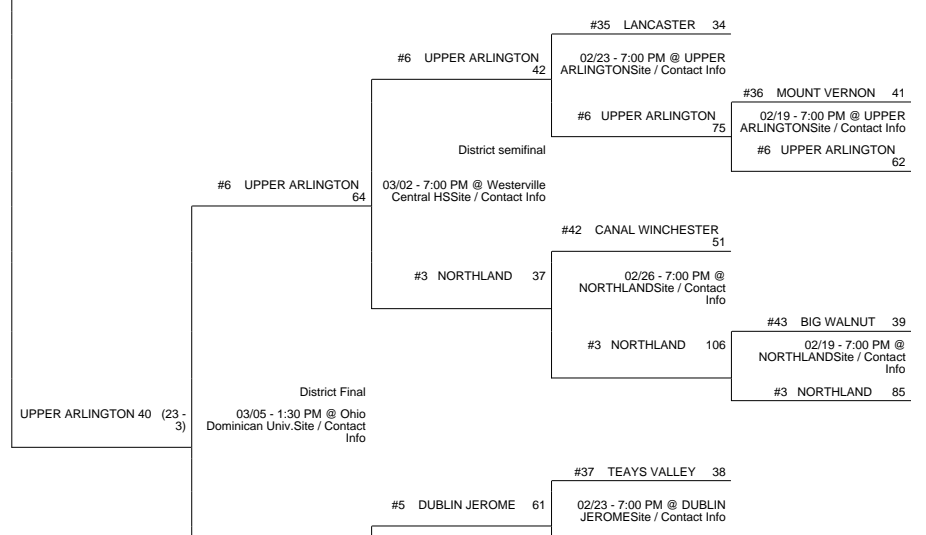 #35 LANCASTER 34
#6 UPPER ARLINGTON
42
02/23 - 7:00 PM @ UPPER
ARLINGTONSite / Contact Info
#36 MOUNT VERNON 41
#6 UPPER ARLINGTON
75
02/19 - 7:00 PM @ UPPER
ARLINGTONSite / Contact Info
District semifinal
#6 UPPER ARLINGTON
62
#6 UPPER ARLINGTON
64
03/02 - 7:00 PM @ Westerville
Central HSSite / Contact Info
#42 CANAL WINCHESTER
51
#3 NORTHLAND 37
02/26 - 7:00 PM @
NORTHLANDSite / Contact
Info
#43 BIG WALNUT 39
#3 NORTHLAND 106
02/19 - 7:00 PM @
NORTHLANDSite / Contact
Info
District Final
#3 NORTHLAND 85
UPPER ARLINGTON 40 (23 -
3)
03/05 - 1:30 PM @ Ohio
Dominican Univ.Site / Contact
Info
#37 TEAYS VALLEY 38
#5 DUBLIN JEROME 61
02/23 - 7:00 PM @ DUBLIN
JEROMESite / Contact Info